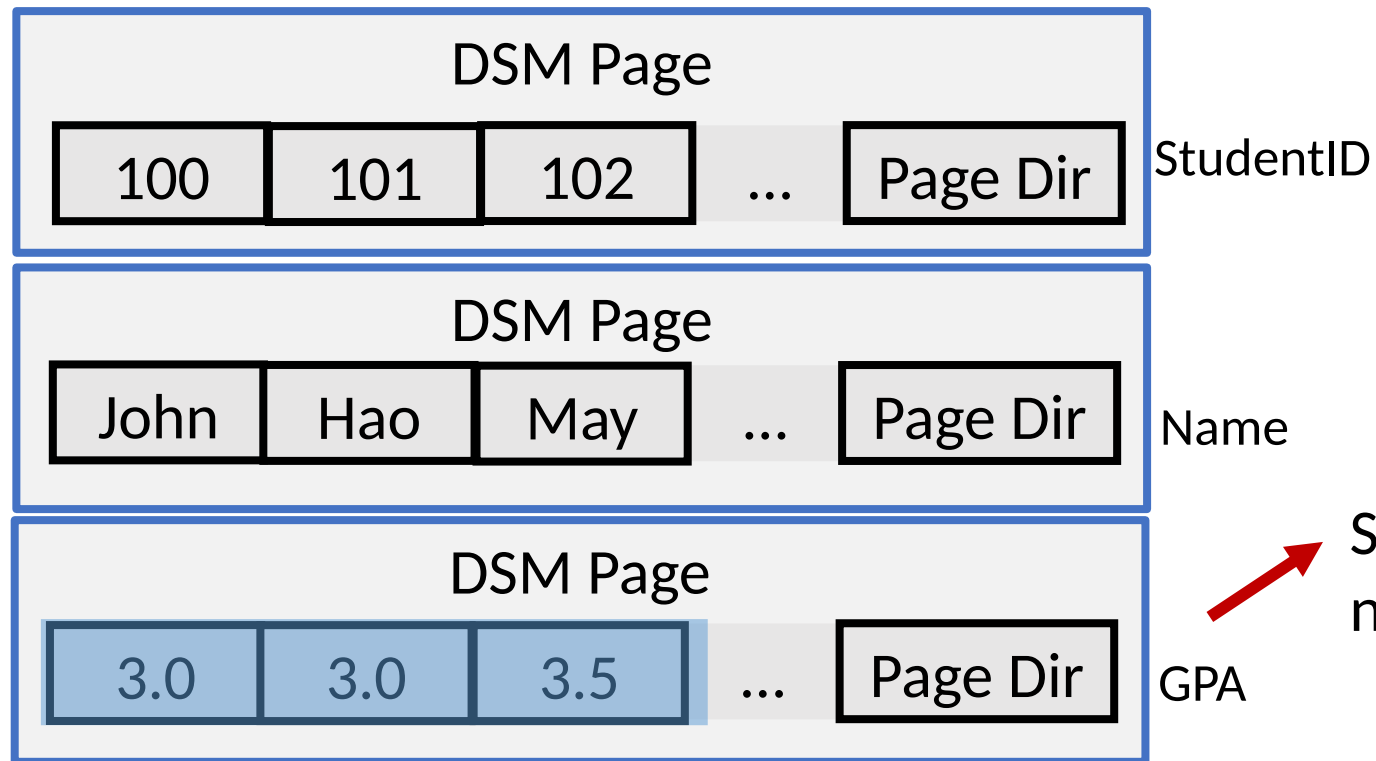 DSM Page
100 101 102 ... Page Dir StudentID
DSM Page
John Hao May ... Page Dir Name
DSM Page
3.0 3.0 3.5 ... Page Dir GPA